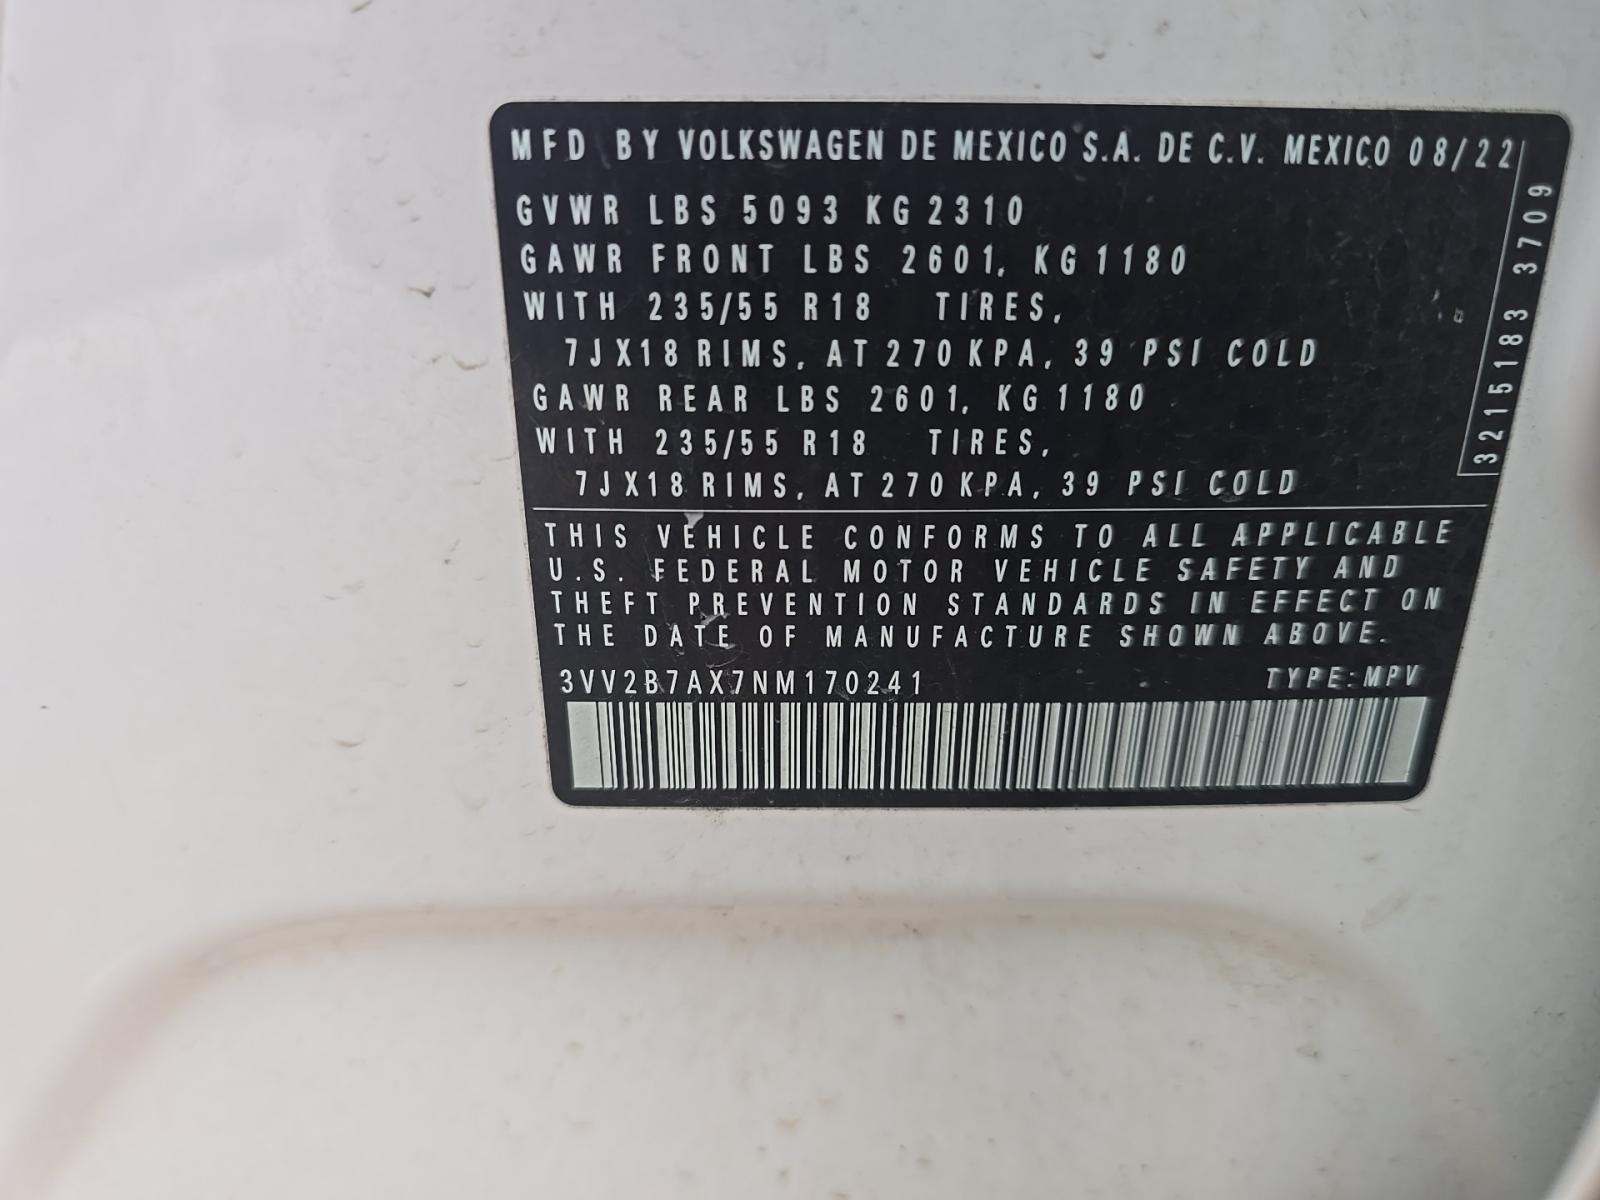 MFD BY VOLKSWAGEN DE MEXICO S.A. DE C.V. MEXICO 08/22
GVWR LBS 5093 KG 2310
GAWR FRONT LBS 2601, KG 1180
WITH 235/55 R18 TIRES,
7JX18 RIMS, AT 270 KPA, 39 PSI COLD
GAWR REAR LBS 2601, KG 1180
WITH 235/55 R18 TIRES,
7JX18 RIMS, AT 270 KPA, 39 PSI COLD
3215183 3709
THIS VEHICLE CONFORMS TO ALL APPLICABLE
U.S. FEDERAL MOTOR VEHICLE SAFETY AND
THEFT PREVENTION STANDARDS IN EFFECT ON
THE DATE OF MANUFACTURE SHOWN ABOVE.
3VV2B7AX7NM170241 TYPE:MPV